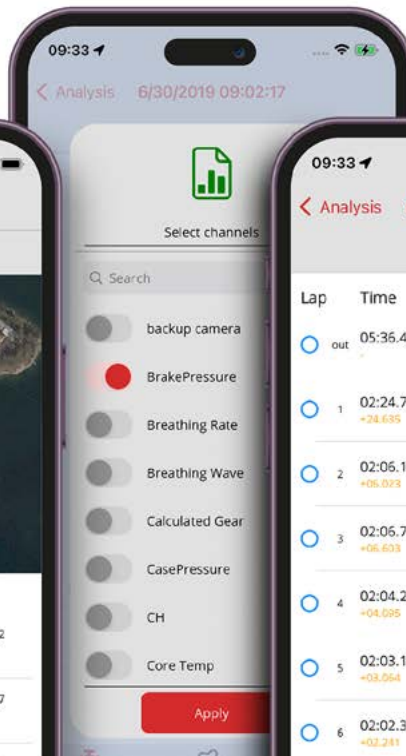 09:33
Analysis 6/30/2019 09:02:17
Select channels
Search
backup camera
BrakePressure
Breathing Rate
Breathing Wave
Calculated Gear
CasePressure
CH
Core Temp
Apply
09:33
Analysis
Lap Time
out 05:36.4
1 02:24.7
+24.635
2 02:06.1
+06.023
3 02:06.7
+06.603
4 02:04.2
+04.095
5 02:03.1
+03.064
6 02:02.3
+02.241
2
7